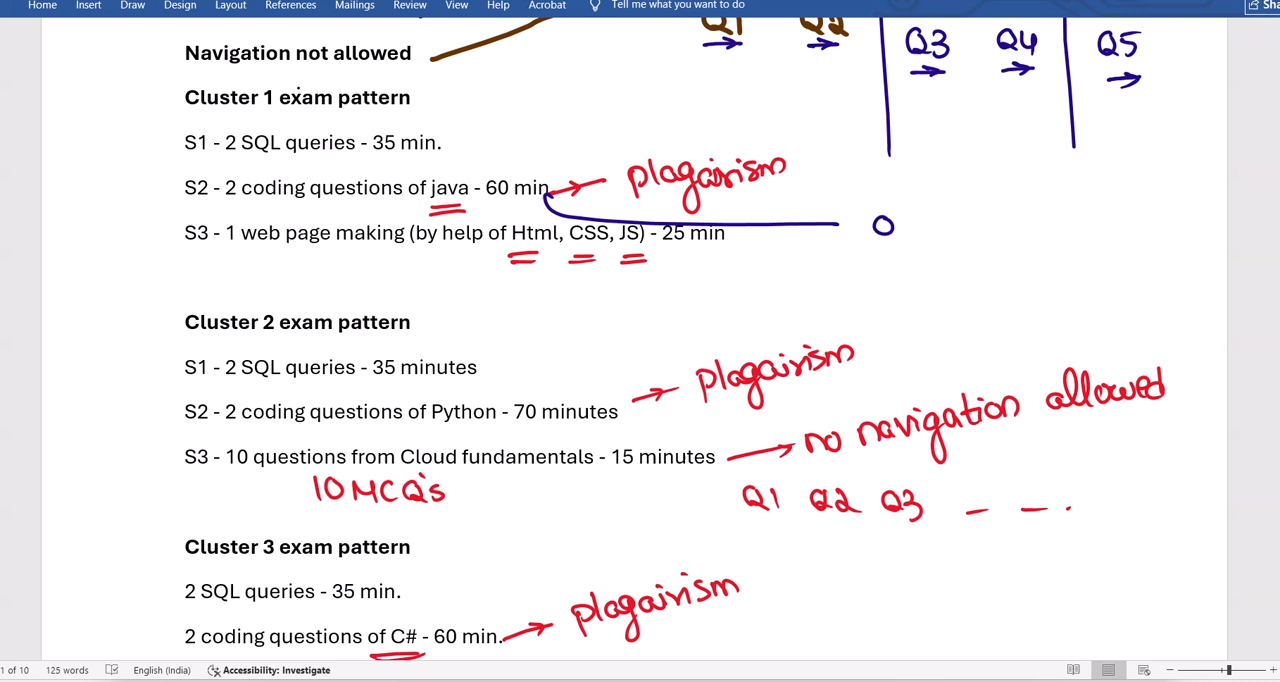 Home Insert Draw Design Layout References Mailings Review View Help Acrobat Tell me what you want to do Sha
Q1 Q2 Q3 Q4 Q5
Navigation not allowed
Cluster 1 exam pattern
S1 - 2 SQL queries - 35 min.
S2 - 2 coding questions of java - 60 min
plagairism
S3 - 1 web page making (by help of Html, CSS, JS) - 25 min
Cluster 2 exam pattern
S1 - 2 SQL queries - 35 minutes
plagairism
S2 - 2 coding questions of Python - 70 minutes
S3 - 10 questions from Cloud fundamentals - 15 minutes
no navigation allowed
10 MCQ's
Q1 Q2 Q3
Cluster 3 exam pattern
2 SQL queries - 35 min.
plagairism
2 coding questions of C# - 60 min.
1 of 10 125 words English (India) Accessibility: Investigate